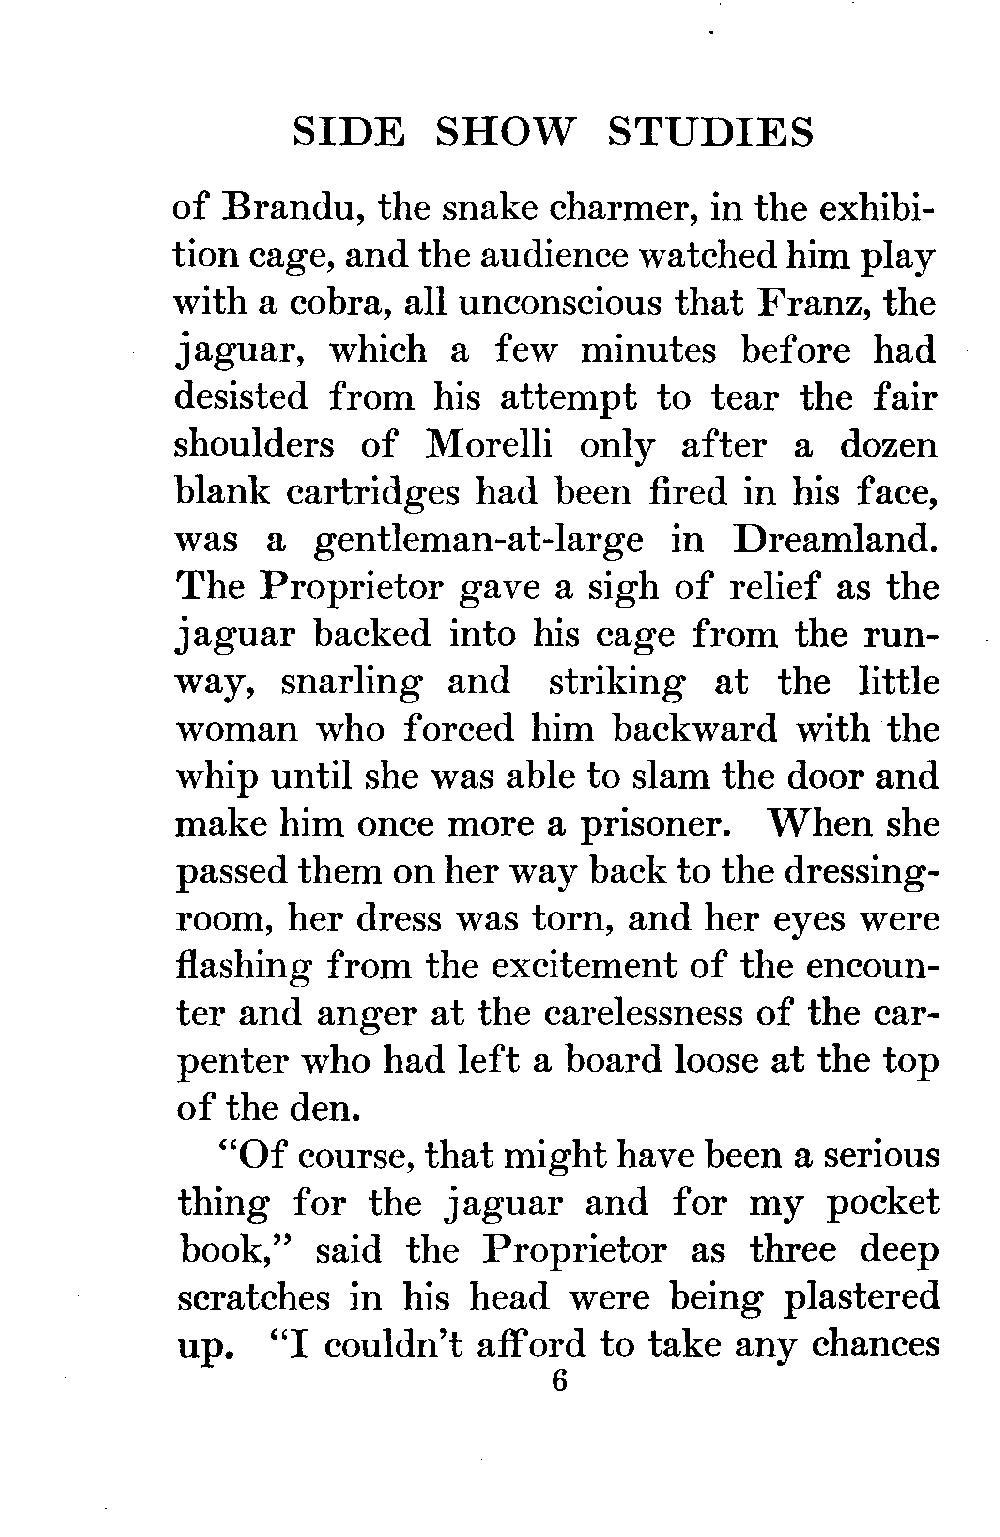 SIDE SHOW STUDIES
of Brandu, the snake charmer, in the exhibi-
tion cage, and the audience watched him play
with a cobra, all unconscious that Franz, the
jaguar, which a few minutes before had
desisted from his attempt to tear the fair
shoulders of Morelli only after a dozen
blank cartridges had been fired in his face,
was a gentleman-at-large in Dreamland.
The Proprietor gave a sigh of relief as the
jaguar backed into his cage from the run-
way, snarling and striking at the little
woman who forced him backward with the
whip until she was able to slam the door and
make him once more a prisoner. When she
passed them on her way back to the dressing-
room, her dress was torn, and her eyes were
flashing from the excitement of the encoun-
ter and anger at the carelessness of the car-
penter who had left a board loose at the top
of the den.
"Of course, that might have been a serious
thing for the jaguar and for my pocket
book," said the Proprietor as three deep
scratches in his head were being plastered
up. "I couldn't afford to take any chances
6